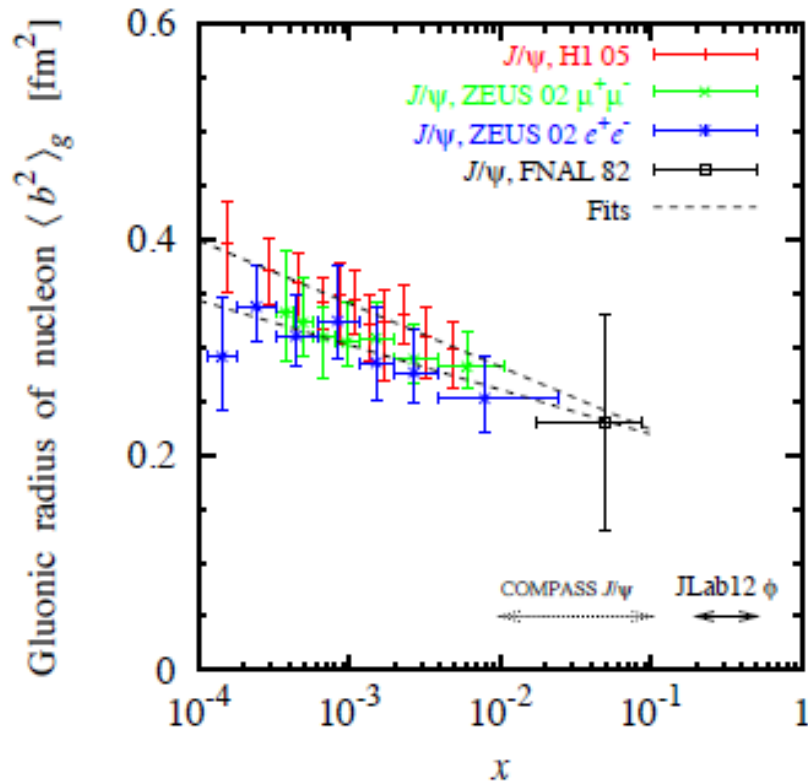 Gluonic radius of nucleon ⟨ b² ⟩g [fm²]
0.6
0.4
0.2
0
J/ψ, H1 05
J/ψ, ZEUS 02 μ⁺μ⁻
J/ψ, ZEUS 02 e⁺e⁻
J/ψ, FNAL 82
Fits
COMPASS J/ψ
JLab12 ϕ
10⁻⁴ 10⁻³ 10⁻² 10⁻¹ 1
x